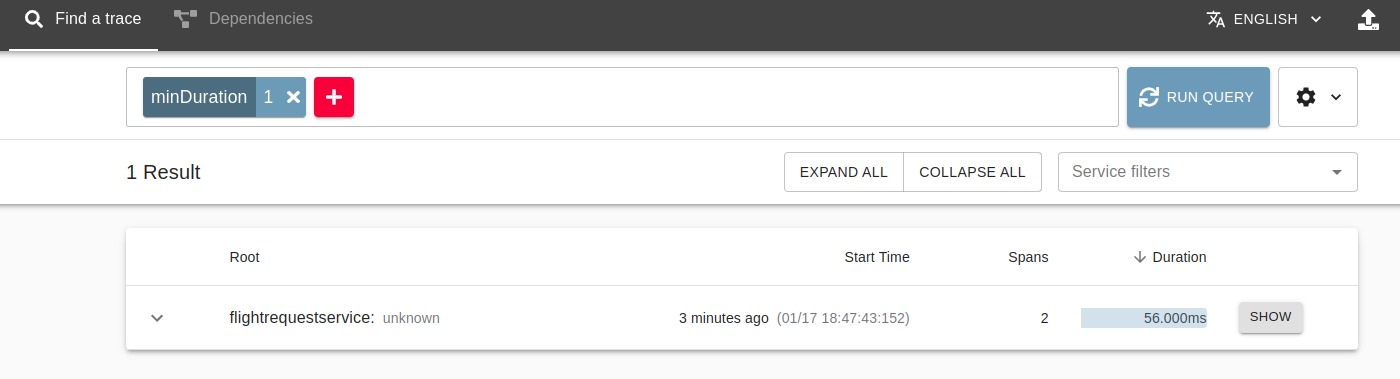 Find a trace Dependencies ENGLISH
minDuration 1 RUN QUERY
1 Result EXPAND ALL COLLAPSE ALL Service filters
Root Start Time Spans Duration
flightrequestservice: unknown 3 minutes ago (01/17 18:47:43:152) 2 56.000ms SHOW